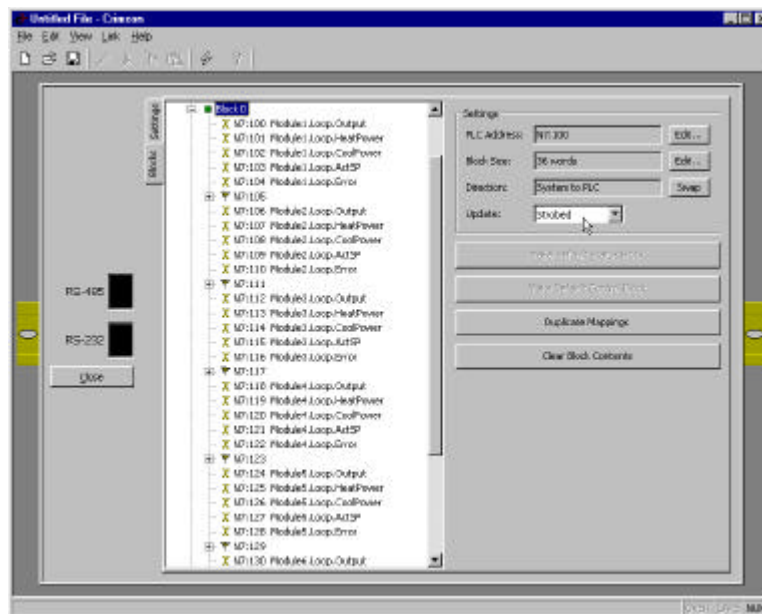 Untitled File - Crimson
File Edit View Link Help
Blocks Settings
Block 0
N7:100 Module1.Loop.Output
N7:101 Module1.Loop.HeatPower
N7:102 Module1.Loop.CoolPower
N7:103 Module1.Loop.ActSP
N7:104 Module1.Loop.Error
N7:105
N7:106 Module2.Loop.Output
N7:107 Module2.Loop.HeatPower
N7:108 Module2.Loop.CoolPower
N7:109 Module2.Loop.ActSP
N7:110 Module2.Loop.Error
N7:111
N7:112 Module3.Loop.Output
N7:113 Module3.Loop.HeatPower
N7:114 Module3.Loop.CoolPower
N7:115 Module3.Loop.ActSP
N7:116 Module3.Loop.Error
N7:117
N7:118 Module4.Loop.Output
N7:119 Module4.Loop.HeatPower
N7:120 Module4.Loop.CoolPower
N7:121 Module4.Loop.ActSP
N7:122 Module4.Loop.Error
N7:123
N7:124 Module5.Loop.Output
N7:125 Module5.Loop.HeatPower
N7:126 Module5.Loop.CoolPower
N7:127 Module5.Loop.ActSP
N7:128 Module5.Loop.Error
N7:129
N7:130 Module6.Loop.Output
RS-485
RS-232
Close
Settings
PLC Address: N7:100 Edit...
Block Size: 36 words Edit...
Direction: System to PLC Swap
Update: Strobed
Duplicate Mappings
Clear Block Contents
NUM